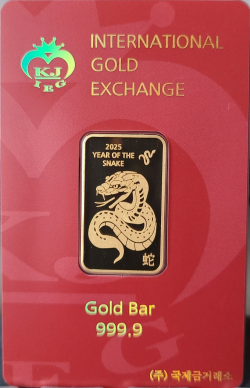 KJ
IEG
INTERNATIONAL
GOLD
EXCHANGE
2025
YEAR OF THE
SNAKE
蛇
Gold Bar
999.9
(주) 국제금거래소